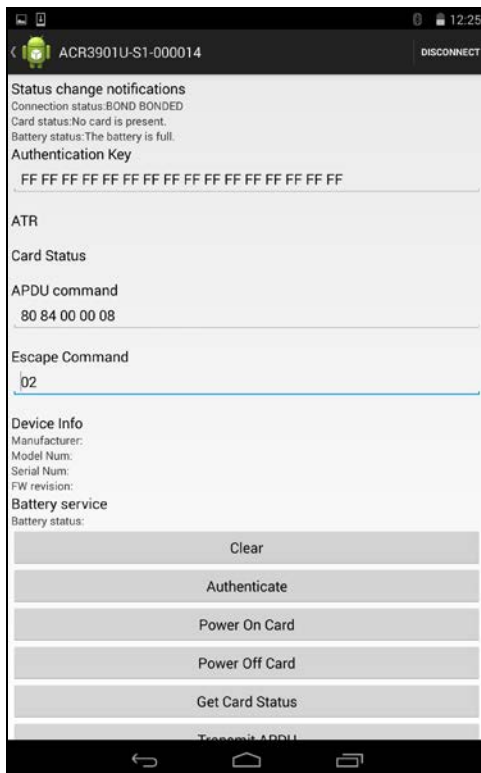 12:25
ACR3901U-S1-000014
DISCONNECT
Status change notifications
Connection status:BOND BONDED
Card status:No card is present.
Battery status:The battery is full.
Authentication Key
FF FF FF FF FF FF FF FF FF FF FF FF FF FF FF FF
ATR
Card Status
APDU command
80 84 00 00 08
Escape Command
02
Device Info
Manufacturer:
Model Num:
Serial Num:
FW revision:
Battery service
Battery status:
Clear
Authenticate
Power On Card
Power Off Card
Get Card Status
Transmit APDU